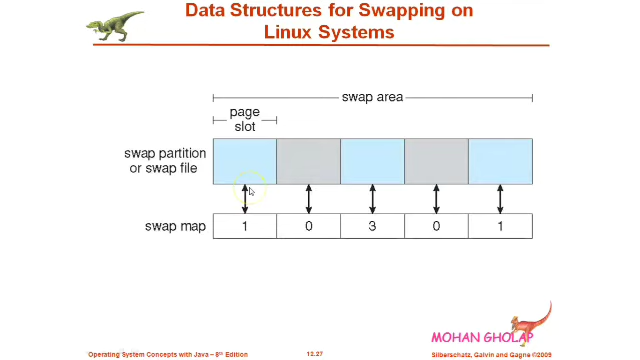 Data Structures for Swapping on
Linux Systems
swap area
page
slot
swap partition
or swap file
swap map
1
0
3
0
1
MOHAN GHOLAP
Operating System Concepts with Java – 8th Edition
12.27
Silberschatz, Galvin and Gagne ©2009